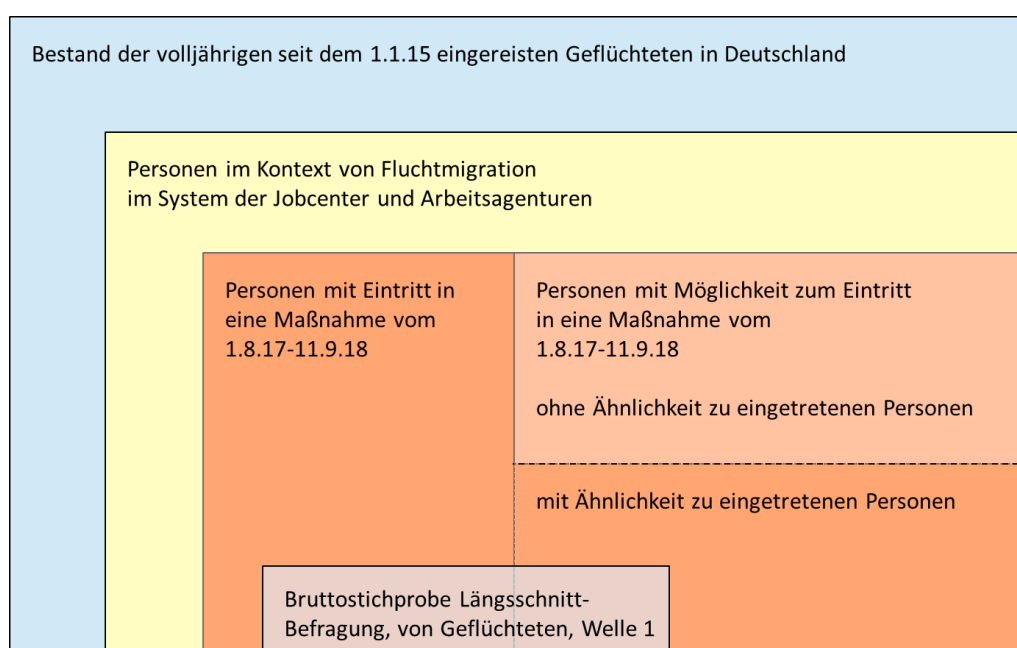 Bestand der volljährigen seit dem 1.1.15 eingereisten Geflüchteten in Deutschland
Personen im Kontext von Fluchtmigration
im System der Jobcenter und Arbeitsagenturen
Personen mit Eintritt in
eine Maßnahme vom
1.8.17-11.9.18
Personen mit Möglichkeit zum Eintritt
in eine Maßnahme vom
1.8.17-11.9.18
ohne Ähnlichkeit zu eingetretenen Personen
mit Ähnlichkeit zu eingetretenen Personen
Bruttostichprobe Längsschnitt-
Befragung, von Geflüchteten, Welle 1